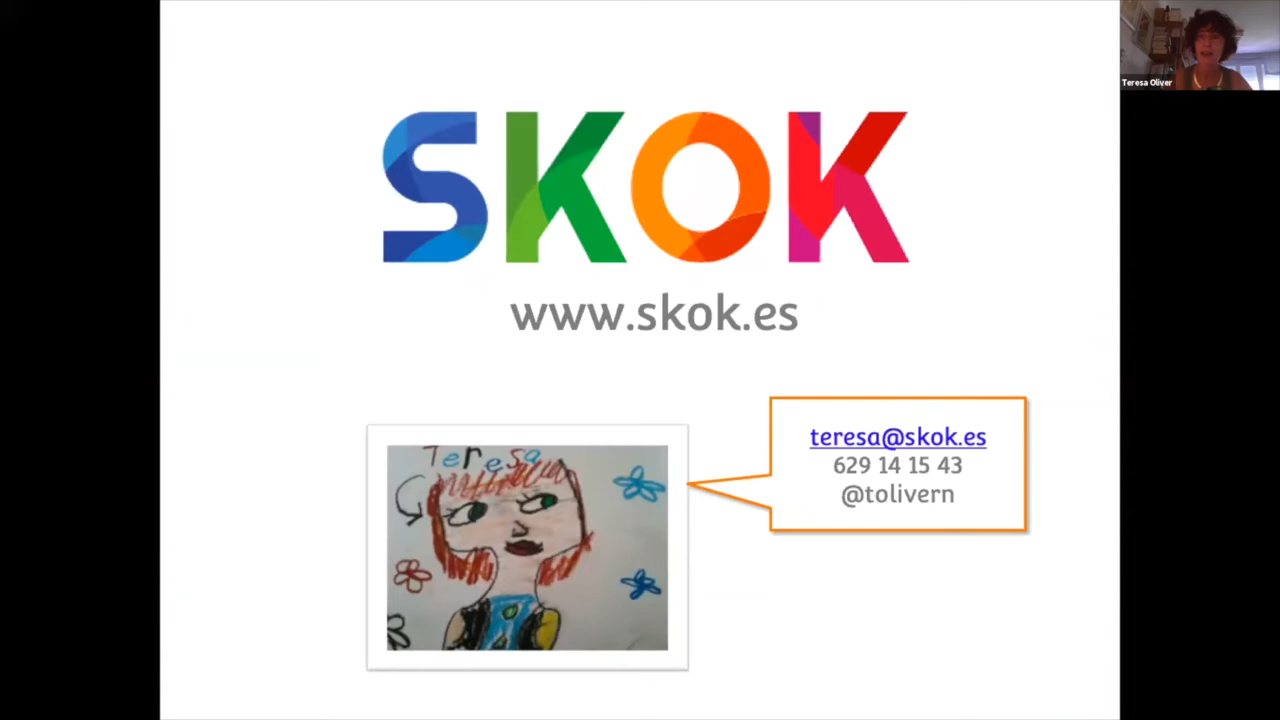 SKOK
www.skok.es
teresa@skok.es
629 14 15 43
@tolivern
Teresa
Teresa Oliver